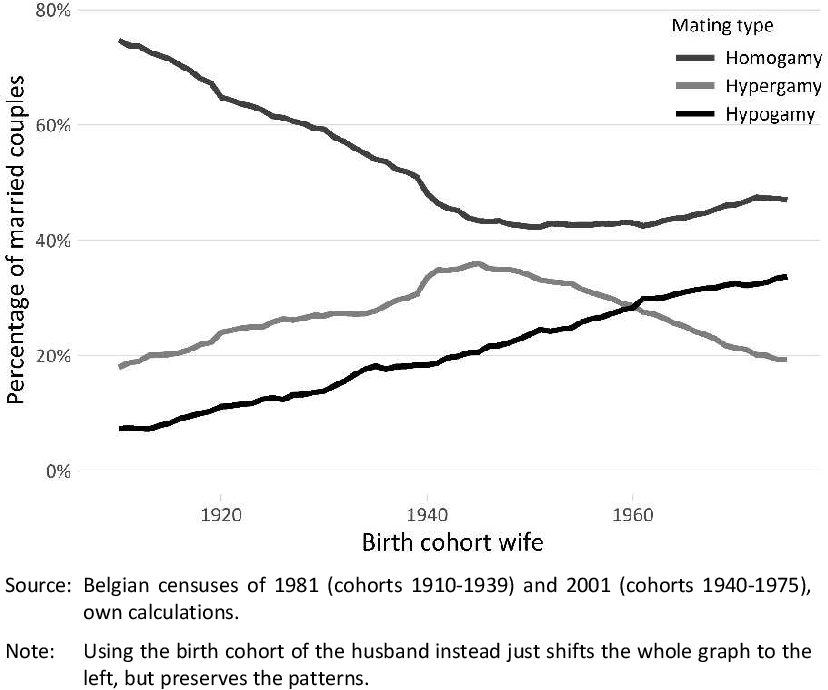 80%
Mating type
Homogamy
Hypergamy
Hypogamy
60%
40%
20%
0%
Percentage of married couples
1920
1940
1960
Birth cohort wife
Source: Belgian censuses of 1981 (cohorts 1910-1939) and 2001 (cohorts 1940-1975),
own calculations.
Note: Using the birth cohort of the husband instead just shifts the whole graph to the
left, but preserves the patterns.